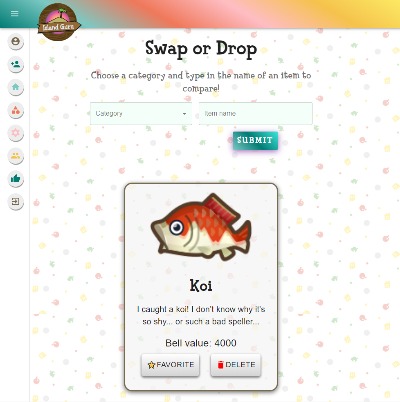 Island Guru
Swap or Drop
Choose a category and type in the name of an item to
compare!
Category
Item name
SUBMIT
Koi
I caught a koi! I don't know why it's
so shy... or such a bad speller...
Bell value: 4000
FAVORITE
DELETE